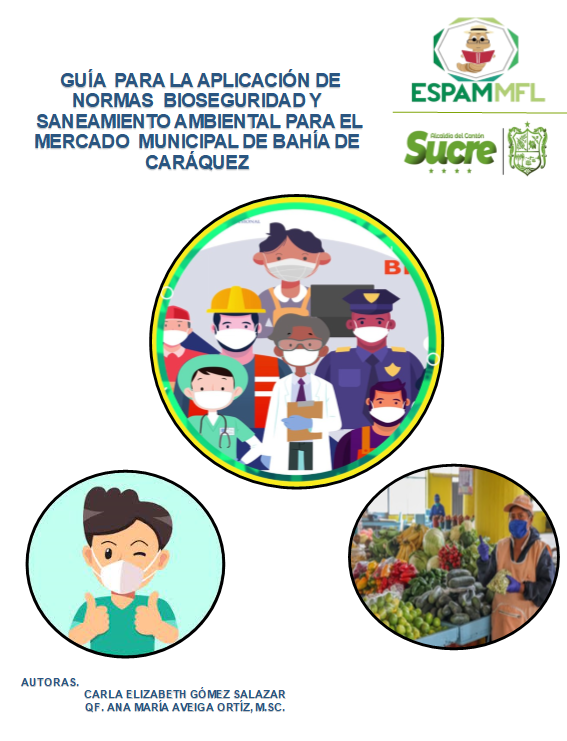 GUÍA PARA LA APLICACIÓN DE
NORMAS BIOSEGURIDAD Y
SANEAMIENTO AMBIENTAL PARA EL
MERCADO MUNICIPAL DE BAHÍA DE
CARÁQUEZ
ESPAMMFL
Alcaldía del Cantón
Sucre
AUTORAS.
CARLA ELIZABETH GÓMEZ SALAZAR
QF. ANA MARÍA AVEIGA ORTÍZ, M.SC.